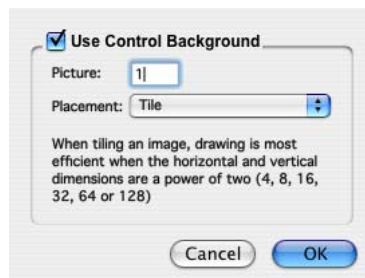 Use Control Background
Picture: 1
Placement: Tile
When tiling an image, drawing is most
efficient when the horizontal and vertical
dimensions are a power of two (4, 8, 16,
32, 64 or 128)
Cancel OK